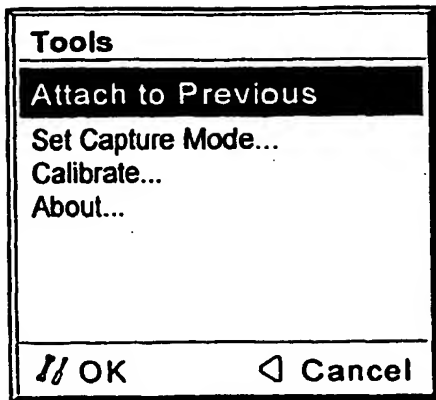 Tools
Attach to Previous
Set Capture Mode...
Calibrate...
About...
OK Cancel